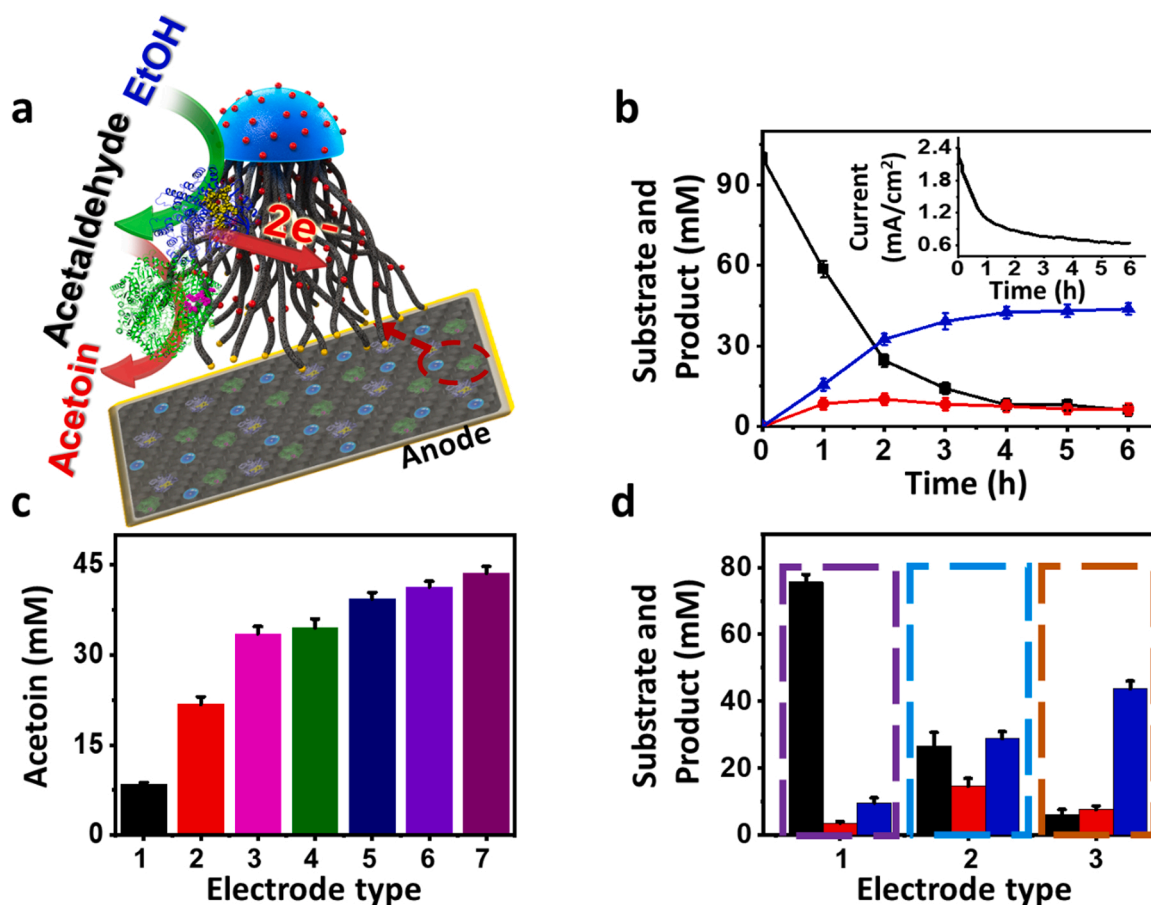 a
EtOH
Acetaldehyde
2e-
Acetoin
Anode
b
Substrate and
Product (mM)
90
60
30
0
0 1 2 3 4 5 6
Time (h)
Current
(mA/cm²)
2.4
1.8
1.2
0.6
0 1 2 3 4 5 6
Time (h)
c
Acetoin (mM)
45
30
15
0
1 2 3 4 5 6 7
Electrode type
d
Substrate and
Product (mM)
80
60
40
20
0
1 2 3
Electrode type